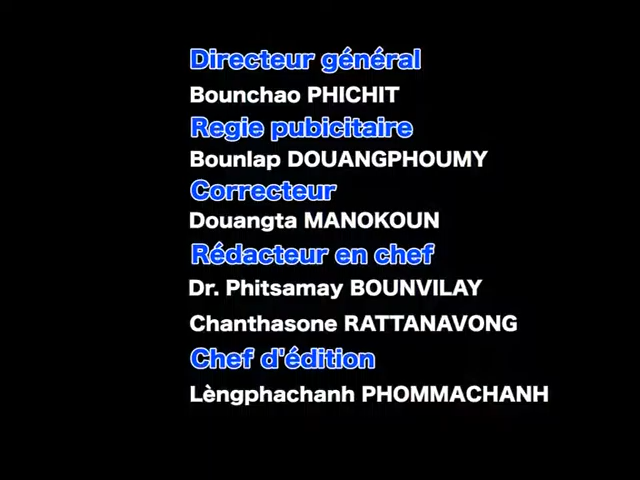 Directeur général
Bounchao PHICHIT
Regie pubicitaire
Bounlap DOUANGPHOUMY
Correcteur
Douangta MANOKOUN
Rédacteur en chef
Dr. Phitsamay BOUNVILAY
Chanthasone RATTANAVONG
Chef d'édition
Lèngphachanh PHOMMACHANH